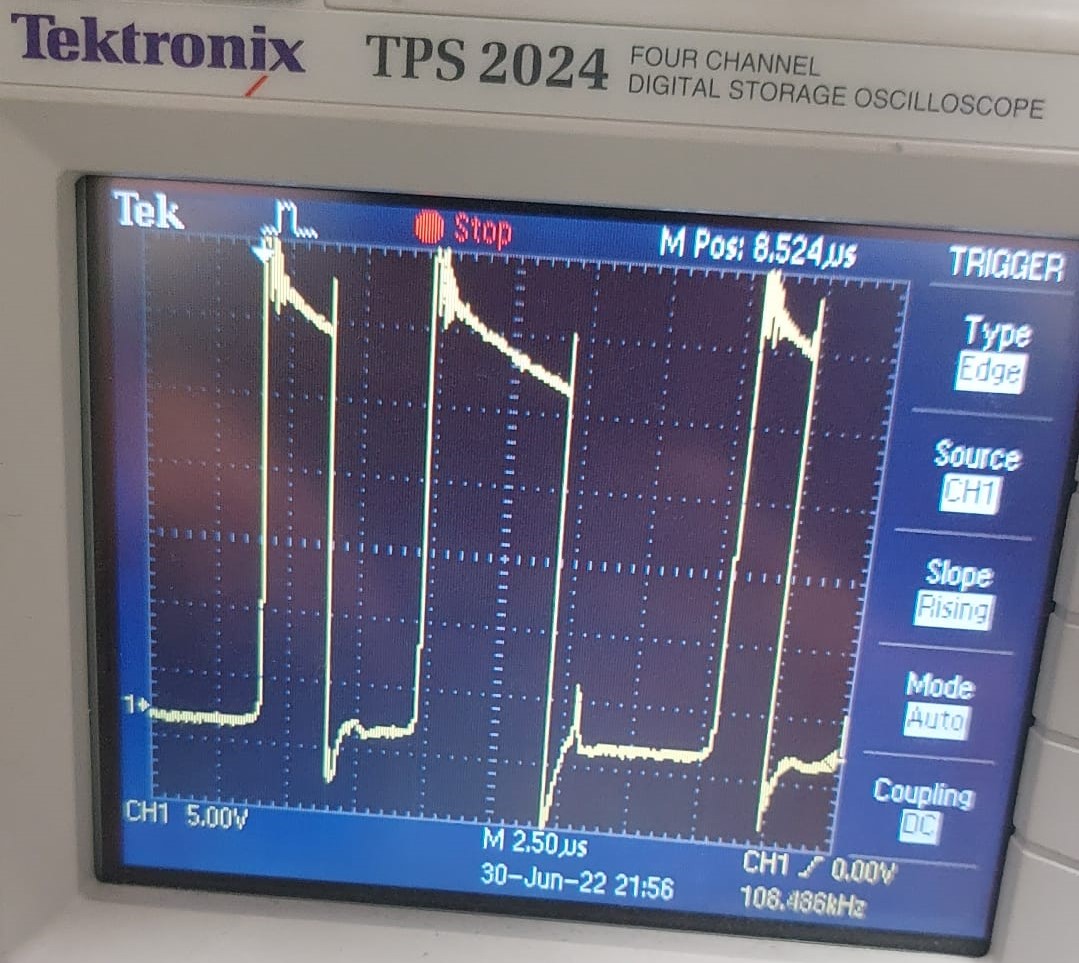 Tektronix TPS 2024 FOUR CHANNEL
DIGITAL STORAGE OSCILLOSCOPE
Tek Stop M Pos: 8.524µs TRIGGER
Type
Edge
Source
CH1
Slope
Rising
Mode
Auto
Coupling
DC
1
CH1 5.00V
M 2.50µs
CH1 0.00V
30-Jun-22 21:56
108.486kHz